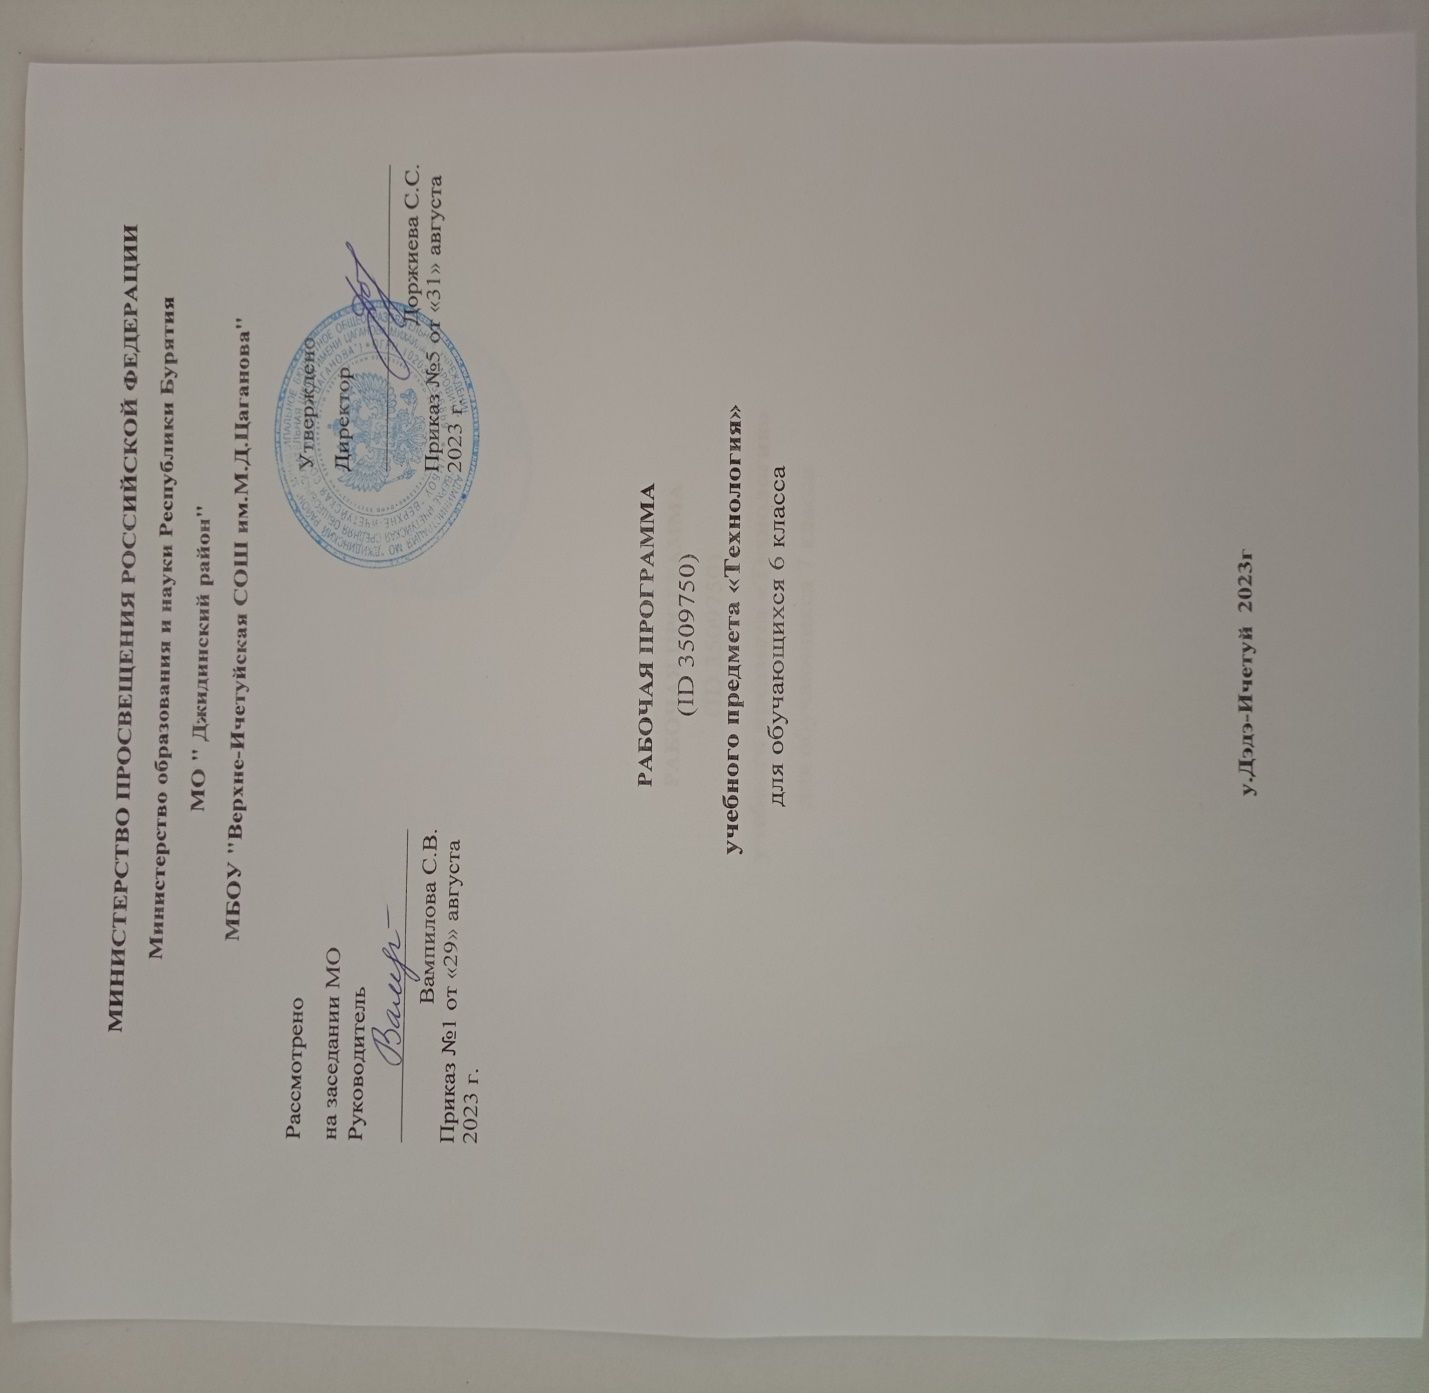 МИНИСТЕРСТВО ПРОСВЕЩЕНИЯ РОССИЙСКОЙ ФЕДЕРАЦИИ
Министерство образования и науки Республики Бурятия
МО " Джидинский район"
МБОУ "Верхне-Ичетуйская СОШ им.М.Д.Цаганова"
Рассмотрено
на заседании МО
Руководитель
Вампилова С.В.
Приказ №1 от «29» августа
2023 г.
Утверждено
Директор
Доржиева С.С.
Приказ №5 от «31» августа
2023 г.
РАБОЧАЯ ПРОГРАММА
(ID 3509750)
учебного предмета «Технология»
для обучающихся 6 класса
у.Дэдэ-Ичетуй 2023г